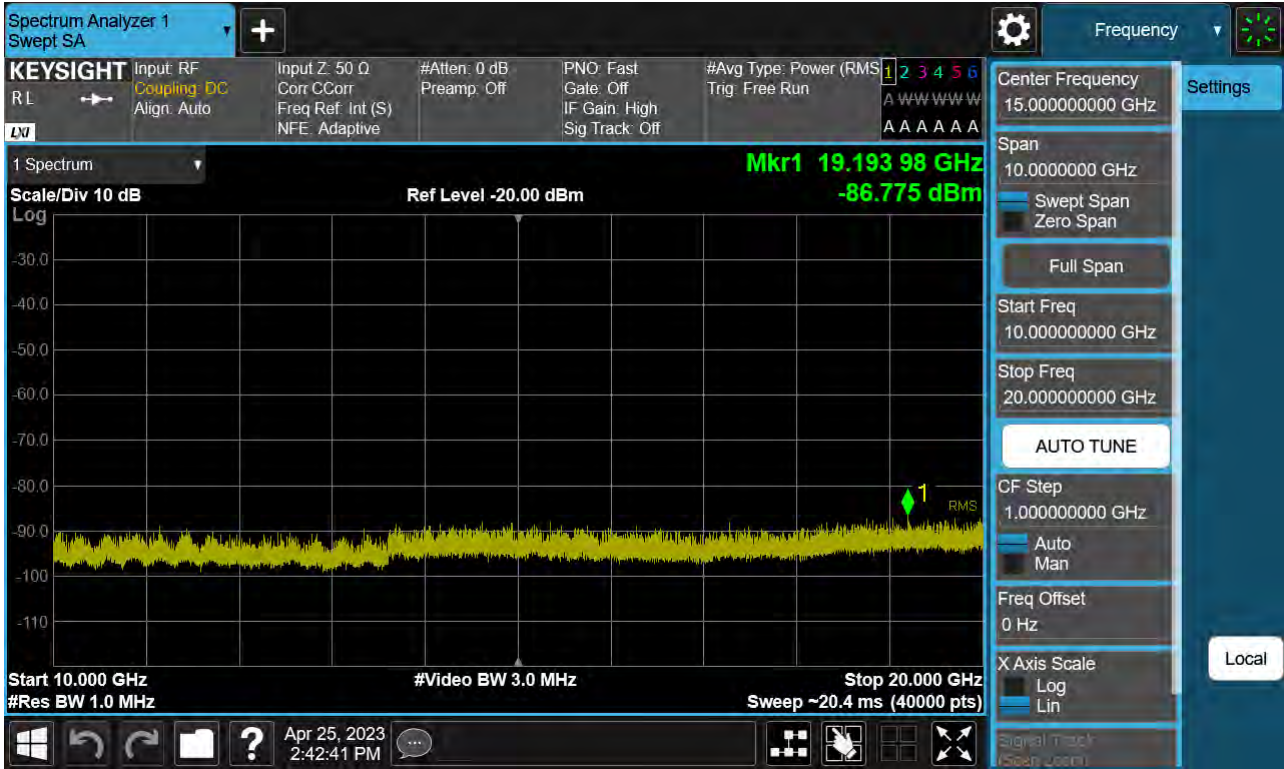 Spectrum Analyzer 1
Swept SA
Frequency
KEYSIGHT
RL
LXI
Input: RF
Coupling: DC
Align: Auto
Input Z: 50 Ω
Corr CCorr
Freq Ref: Int (S)
NFE: Adaptive
#Atten: 0 dB
Preamp: Off
PNO: Fast
Gate: Off
IF Gain: High
Sig Track: Off
#Avg Type: Power (RMS
Trig: Free Run
1 2 3 4 5 6
A W W W W W
A A A A A A
1 Spectrum
Scale/Div 10 dB
Log
Ref Level -20.00 dBm
Mkr1 19.193 98 GHz
-86.775 dBm
-30.0
-40.0
-50.0
-60.0
-70.0
-80.0
-90.0
-100
-110
1
RMS
Start 10.000 GHz
#Res BW 1.0 MHz
#Video BW 3.0 MHz
Stop 20.000 GHz
Sweep ~20.4 ms (40000 pts)
Center Frequency
15.000000000 GHz
Span
10.0000000 GHz
Swept Span
Zero Span
Full Span
Start Freq
10.000000000 GHz
Stop Freq
20.000000000 GHz
AUTO TUNE
CF Step
1.000000000 GHz
Auto
Man
Freq Offset
0 Hz
X Axis Scale
Log
Lin
Signal Track
(Span Zoom)
Settings
Local
?
Apr 25, 2023
2:42:41 PM